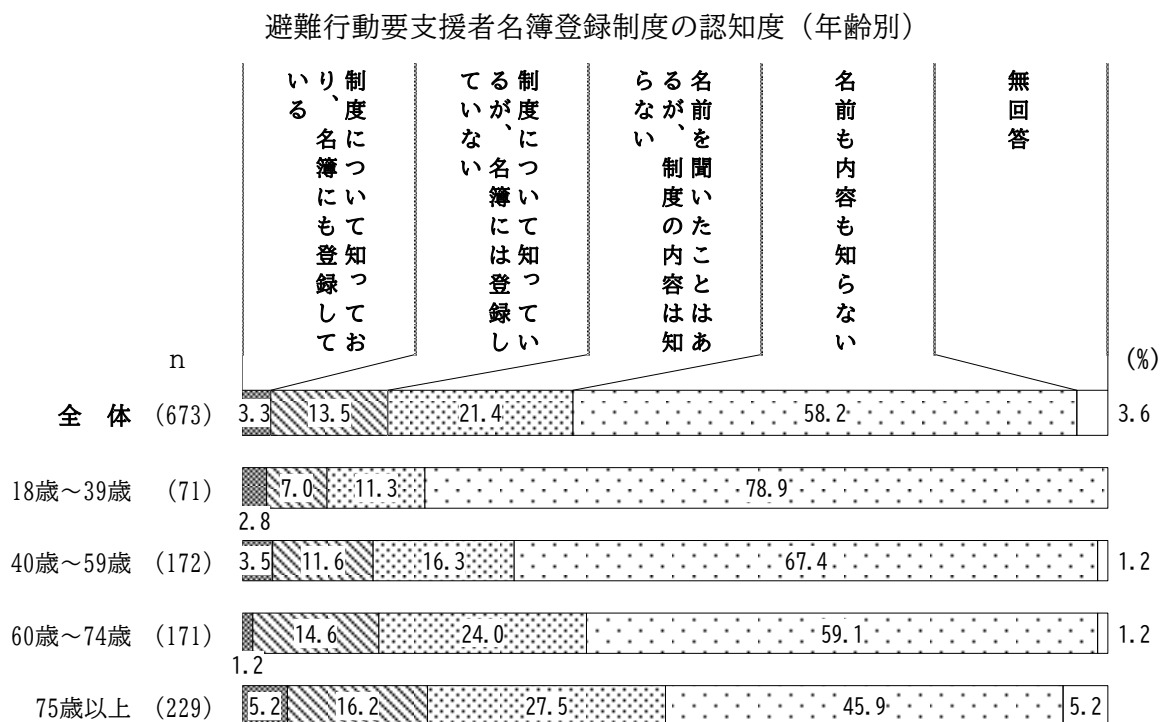 避難行動要支援者名簿登録制度の認知度（年齢別）
制度について知ってお
り、名簿にも登録して
いる
制度について知ってい
るが、名簿には登録し
ていない
名前を聞いたことはあ
るが、制度の内容は知
らない
名前も内容も知らない
無回答
n
(%)
全　体 (673) 3.3 13.5 21.4 58.2 3.6
18歳～39歳 (71) 7.0 11.3 78.9
2.8
40歳～59歳 (172) 3.5 11.6 16.3 67.4 1.2
60歳～74歳 (171) 14.6 24.0 59.1 1.2
1.2
75歳以上 (229) 5.2 16.2 27.5 45.9 5.2